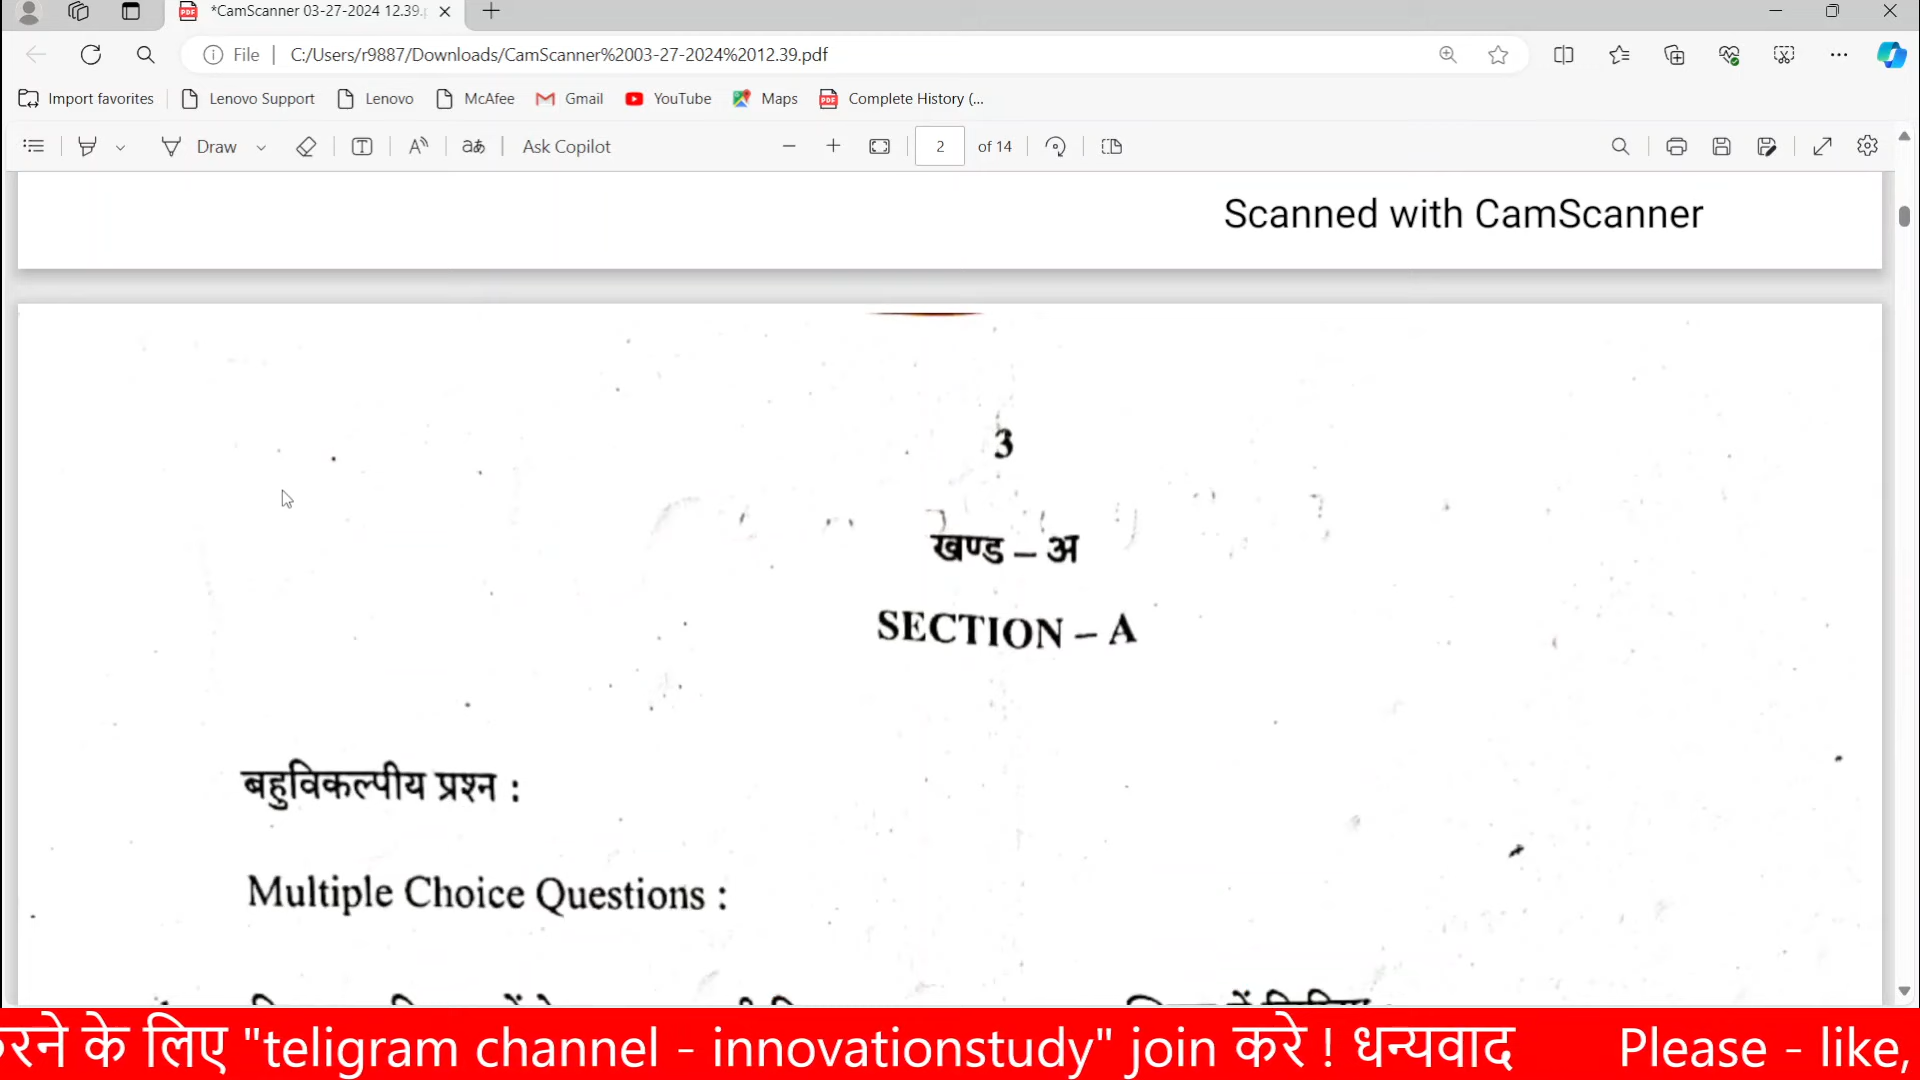 *CamScanner 03-27-2024 12.39.
File
C:/Users/r9887/Downloads/CamScanner%2003-27-2024%2012.39.pdf
Import favorites
Lenovo Support
Lenovo
McAfee
Gmail
YouTube
Maps
Complete History (...
Draw
Ask Copilot
2
of 14
Scanned with CamScanner
3
खण्ड – अ
SECTION – A
बहुविकल्पीय प्रश्न :
Multiple Choice Questions :
रने के लिए "teligram channel - innovationstudy" join करे ! धन्यवाद Please - like,